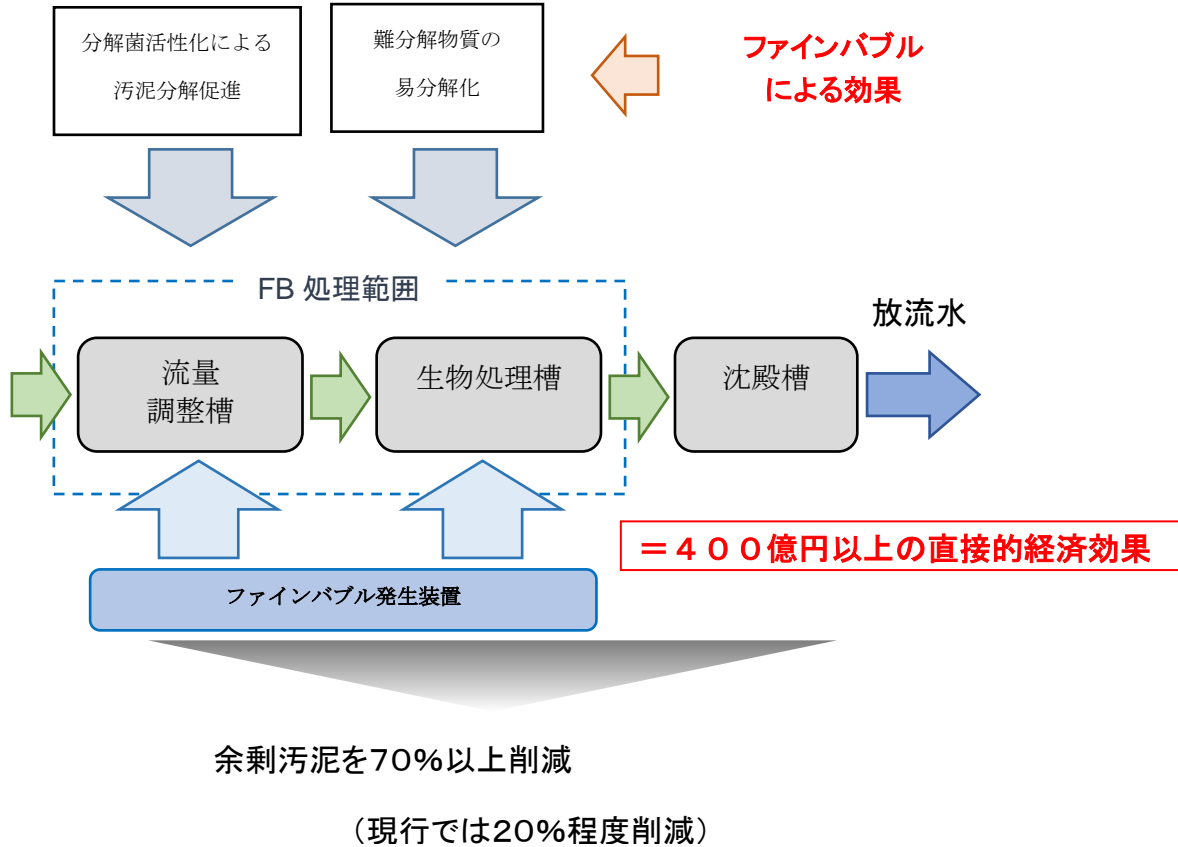 分解菌活性化による
汚泥分解促進
難分解物質の
易分解化
ファインバブル
による効果
FB 処理範囲
放流水
流量
調整槽
生物処理槽
沈殿槽
＝４００億円以上の直接的経済効果
ファインバブル発生装置
余剰汚泥を70%以上削減
（現行では20%程度削減）